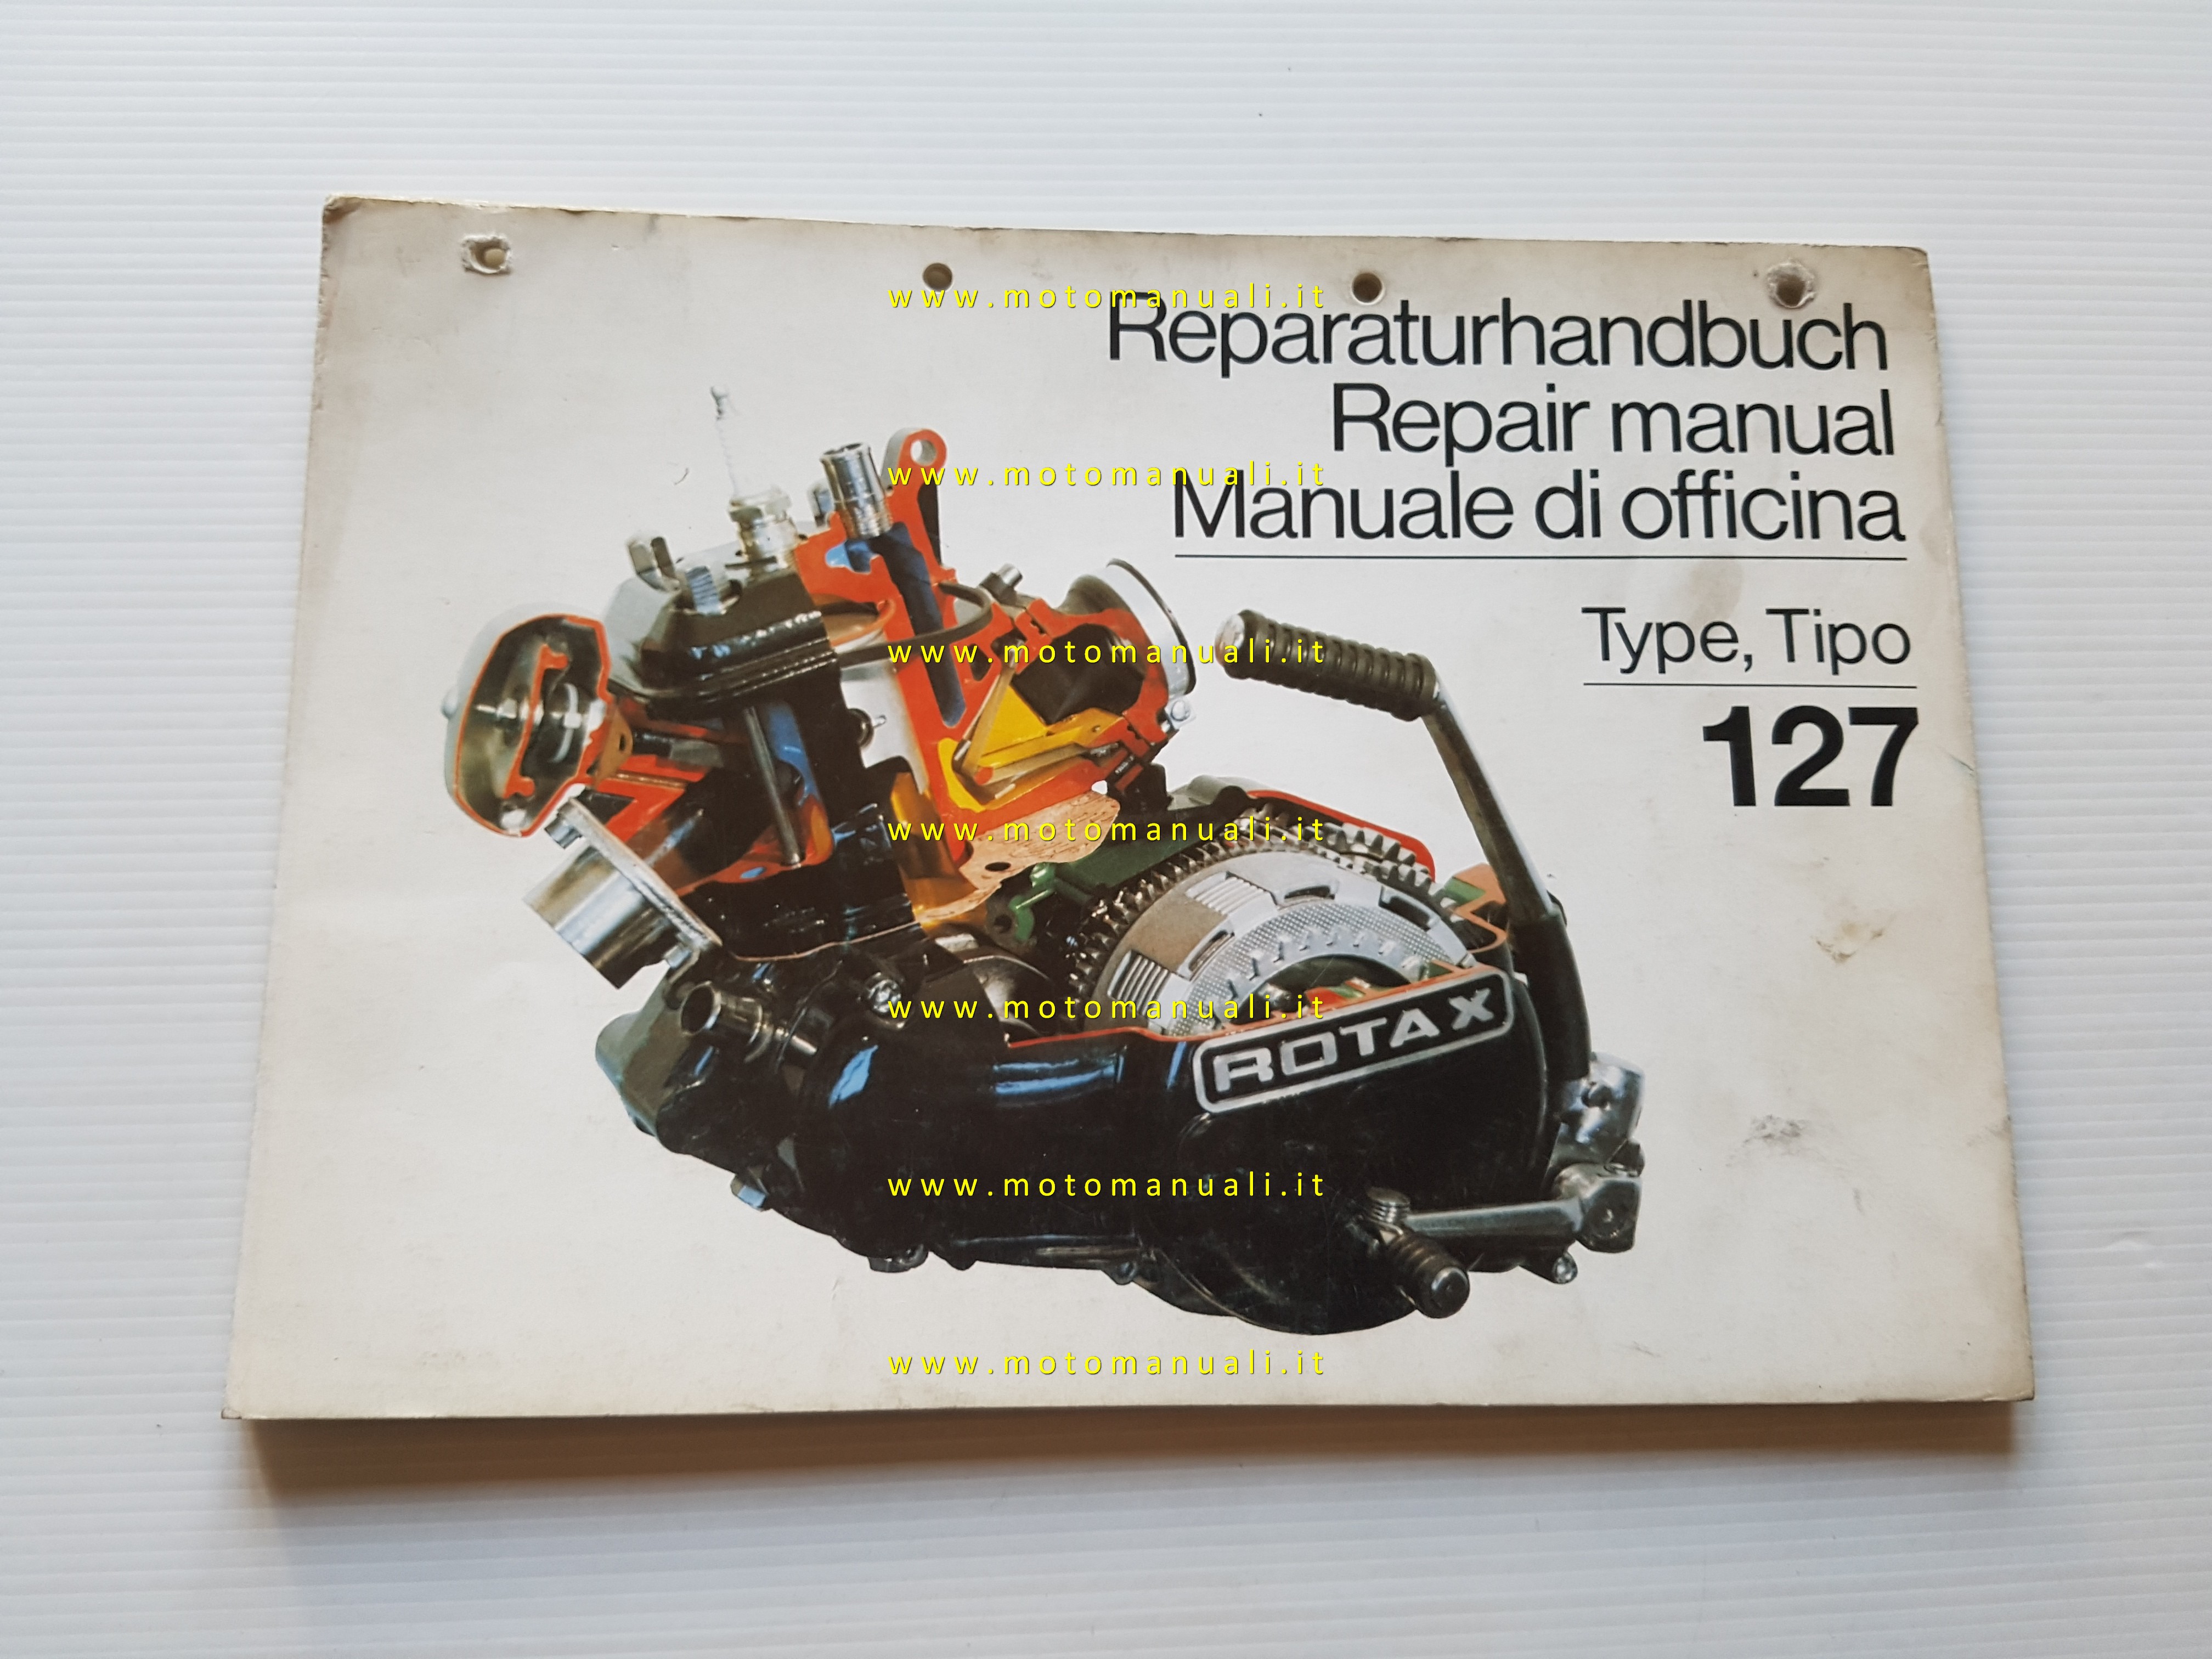 www.motomanuali.it
Reparaturhandbuch
Repair manual
www.motomanuali.it
Manuale di officina
Type, Tipo
www.motomanuali.it
127
www.motomanuali.it
www.motomanuali.it
ROTAX
www.motomanuali.it
www.motomanuali.it